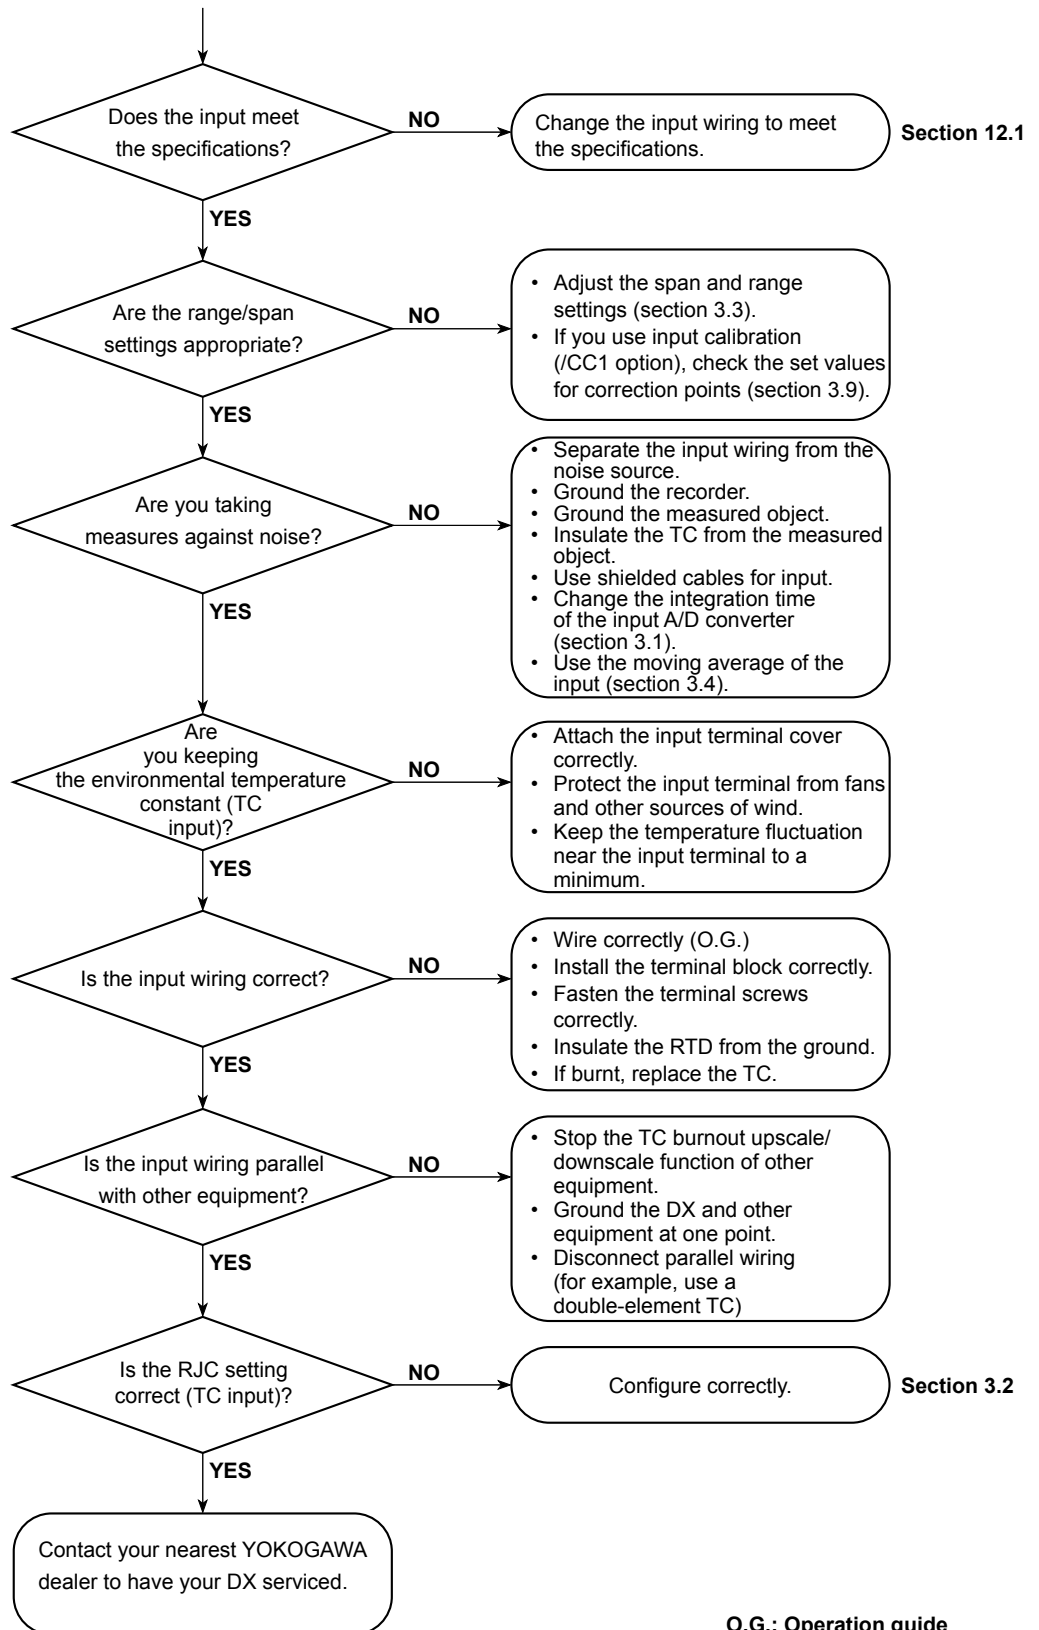 Does the input meet
the specifications?
NO
Change the input wiring to meet
the specifications.
Section 12.1
YES
Are the range/span
settings appropriate?
NO
• Adjust the span and range
settings (section 3.3).
• If you use input calibration
(/CC1 option), check the set values
for correction points (section 3.9).
YES
Are you taking
measures against noise?
NO
• Separate the input wiring from the
noise source.
• Ground the recorder.
• Ground the measured object.
• Insulate the TC from the measured
object.
• Use shielded cables for input.
• Change the integration time
of the input A/D converter
(section 3.1).
• Use the moving average of the
input (section 3.4).
YES
Are
you keeping
the environmental temperature
constant (TC
input)?
NO
• Attach the input terminal cover
correctly.
• Protect the input terminal from fans
and other sources of wind.
• Keep the temperature fluctuation
near the input terminal to a
minimum.
YES
Is the input wiring correct?
NO
• Wire correctly (O.G.)
• Install the terminal block correctly.
• Fasten the terminal screws
correctly.
• Insulate the RTD from the ground.
• If burnt, replace the TC.
YES
Is the input wiring parallel
with other equipment?
NO
• Stop the TC burnout upscale/
downscale function of other
equipment.
• Ground the DX and other
equipment at one point.
• Disconnect parallel wiring
(for example, use a
double-element TC)
YES
Is the RJC setting
correct (TC input)?
NO
Configure correctly.
Section 3.2
YES
Contact your nearest YOKOGAWA
dealer to have your DX serviced.
O.G.: Operation guide